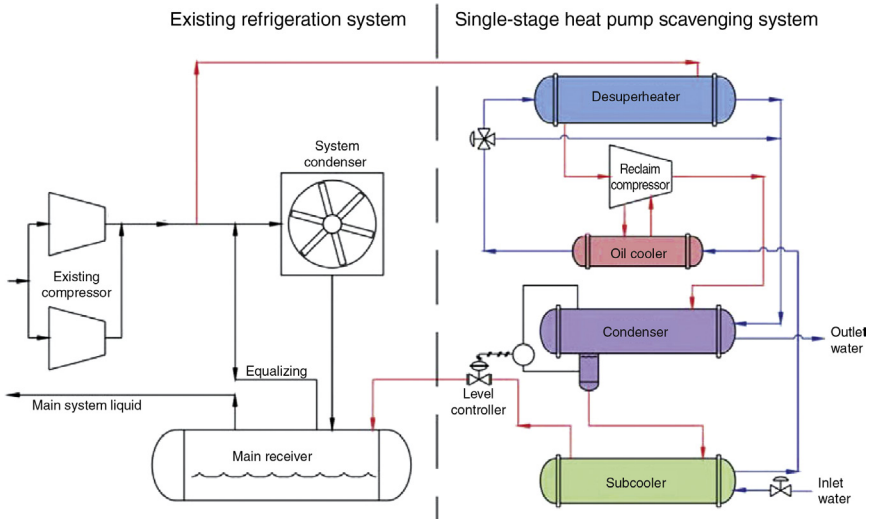 Existing refrigeration system
Single-stage heat pump scavenging system
Desuperheater
System
condenser
Reclaim
compressor
Existing
compressor
Oil cooler
Condenser
Outlet
water
Equalizing
Level
controller
Main system liquid
Main receiver
Subcooler
Inlet
water